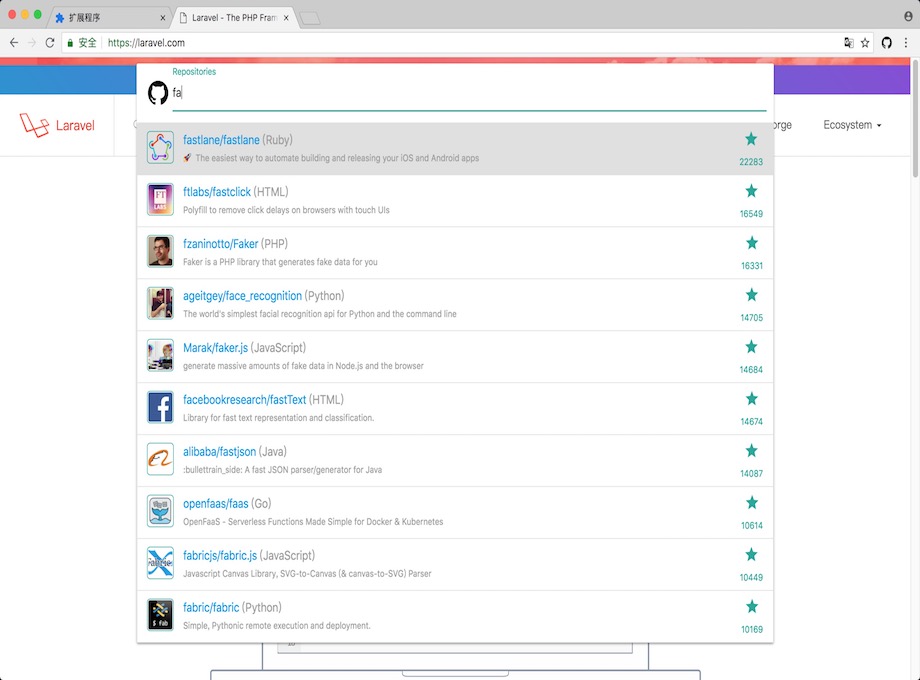 扩展程序
Laravel - The PHP Fram
安全
https://laravel.com
Repositories
fa
Laravel
orge
Ecosystem
fastlane/fastlane (Ruby)
🚀 The easiest way to automate building and releasing your iOS and Android apps
22283
FT
LABS
ftlabs/fastclick (HTML)
Polyfill to remove click delays on browsers with touch UIs
16549
fzaninotto/Faker (PHP)
Faker is a PHP library that generates fake data for you
16331
ageitgey/face_recognition (Python)
The world's simplest facial recognition api for Python and the command line
14705
Marak/faker.js (JavaScript)
generate massive amounts of fake data in Node.js and the browser
14684
facebookresearch/fastText (HTML)
Library for fast text representation and classification.
14674
alibaba/fastjson (Java)
:bullettrain_side: A fast JSON parser/generator for Java
14087
openfaas/faas (Go)
OpenFaaS - Serverless Functions Made Simple for Docker & Kubernetes
10614
fabricjs/fabric.js (JavaScript)
Javascript Canvas Library, SVG-to-Canvas (& canvas-to-SVG) Parser
10449
$ fab
fabric/fabric (Python)
Simple, Pythonic remote execution and deployment.
10169